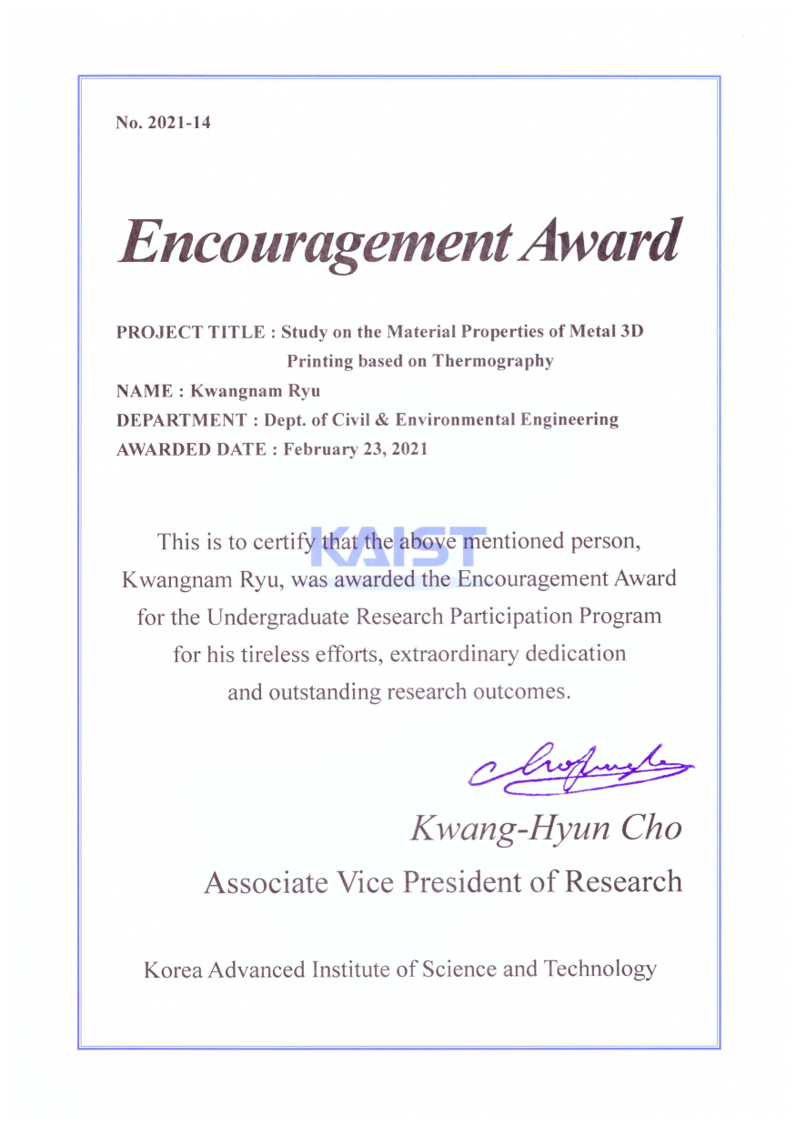 No. 2021-14
Encouragement Award
PROJECT TITLE : Study on the Material Properties of Metal 3D
Printing based on Thermography
NAME : Kwangnam Ryu
DEPARTMENT : Dept. of Civil & Environmental Engineering
AWARDED DATE : February 23, 2021
KAIST
This is to certify that the above mentioned person,
Kwangnam Ryu, was awarded the Encouragement Award
for the Undergraduate Research Participation Program
for his tireless efforts, extraordinary dedication
and outstanding research outcomes.
Kwang-Hyun Cho
Associate Vice President of Research
Korea Advanced Institute of Science and Technology